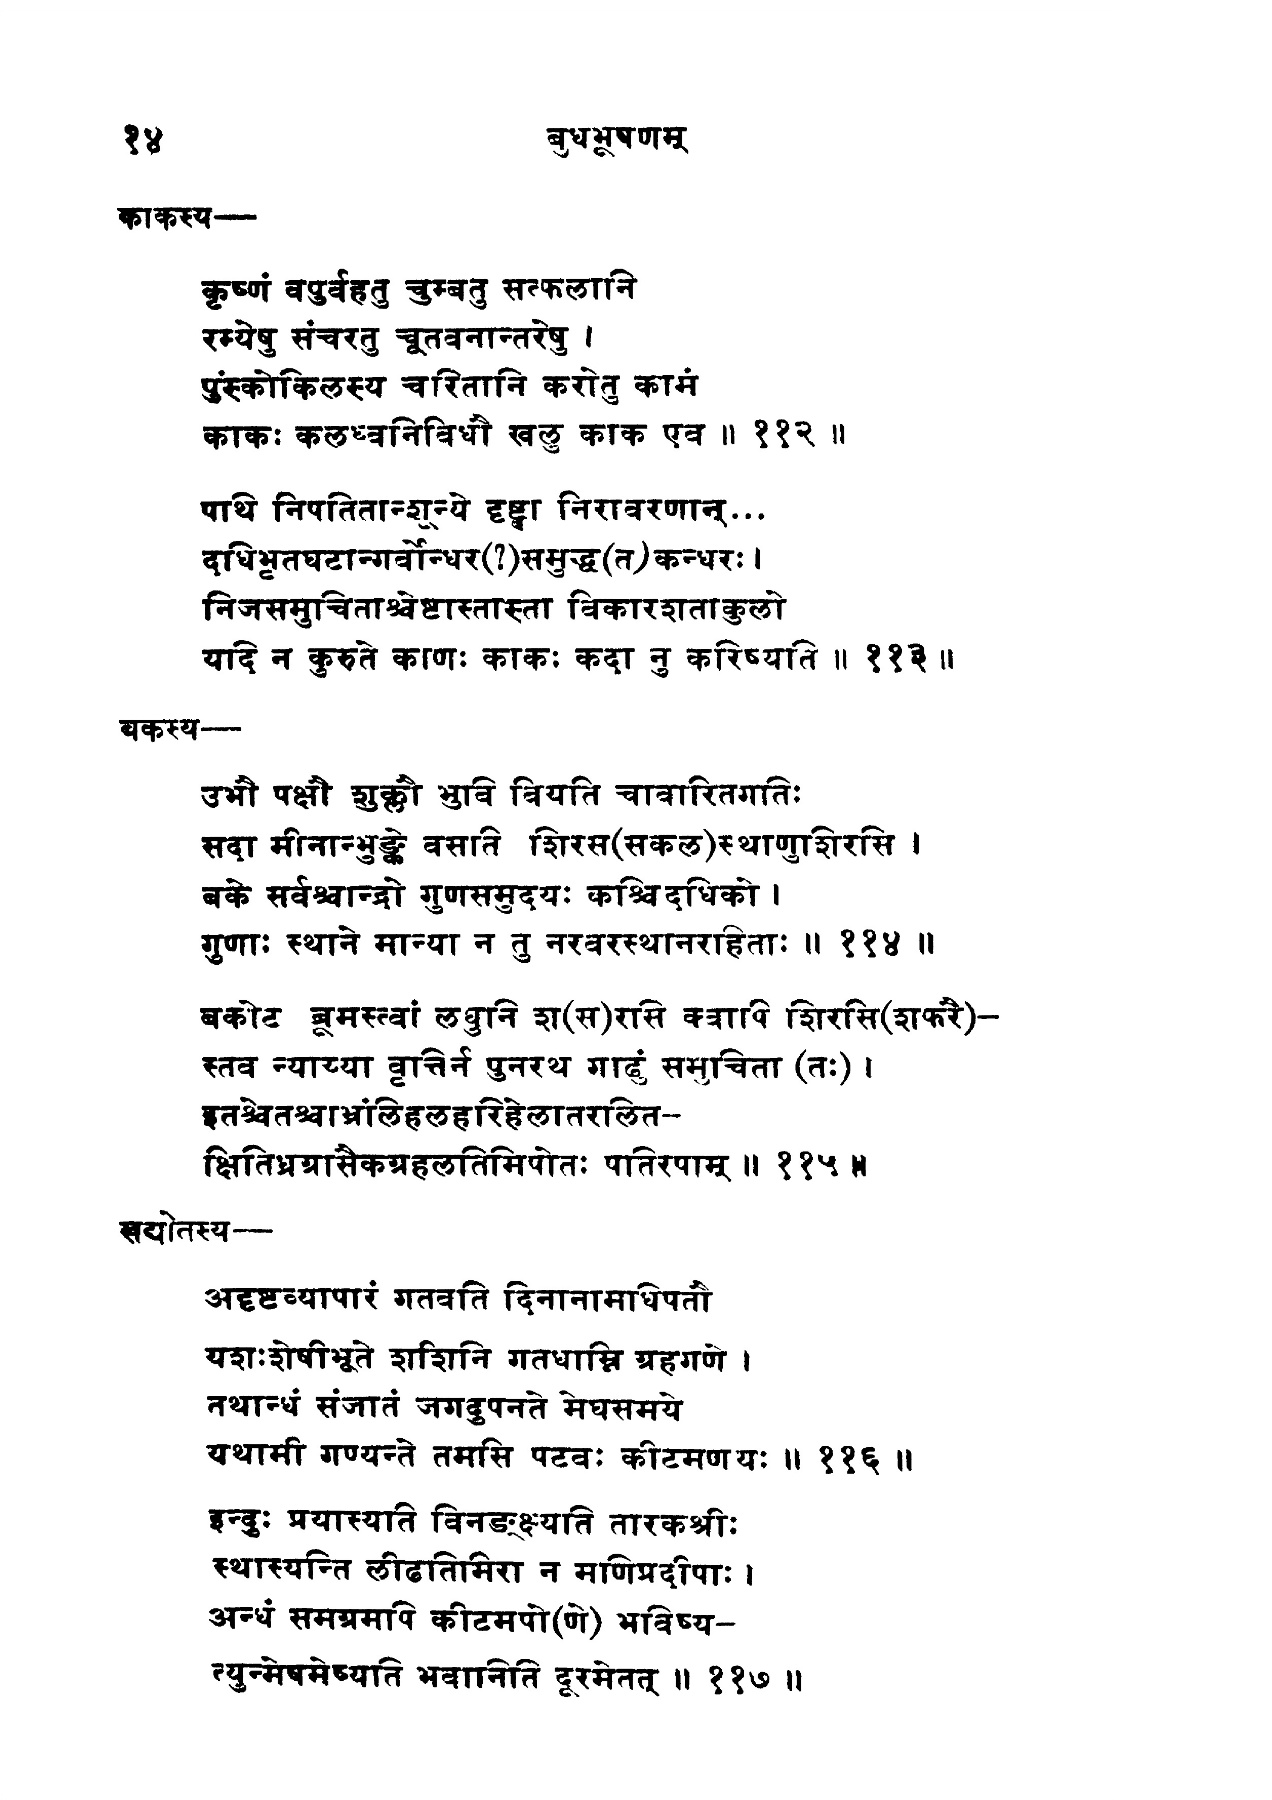 १४ बुधभूषणम्
काकस्य—
कृष्णं वपुर्वहतु चुम्बतु सत्फलानि
रम्येषु संचरतु चूतवनान्तरेषु ।
पुंस्कोकिलस्य चरितानि करोतु कामं
काकः कलध्वनिविधौ खलु काक एव ॥ ११२ ॥
पथि निपतितान्शून्ये दृष्ट्वा निरावरणान्...
दधिभृतघटान्गर्वोन्धर(?)समुद्ध(त)कन्धरः ।
निजसमुचिताश्चेष्टास्तास्ता विकारशताकुलो
यदि न कुरुते काणः काकः कदा नु करिष्यति ॥ ११३ ॥
बकस्य—
उभौ पक्षौ शुक्लौ भुवि वियति चावारितगतिः
सदा मीनान्भुङ्क्ते वसति शिरस(सकल)स्थाणुशिरसि ।
बके सर्वश्चान्द्रो गुणसमुदयः कश्चिदधिको ।
गुणाः स्थाने मान्या न तु नरवरस्थानरहिताः ॥ ११४ ॥
बकोट ब्रूमस्त्वां लघुनि श(स)रसि क्वापि शिरसि(शफरै)–
स्तव न्याय्या वृत्तिर्न पुनरथ गाढुं समुचिता (तः) ।
इतश्चेतश्चाभ्रंलिहलहरिहेलातरलित–
क्षितिध्रग्रासैकग्रहलतिमिपोतः पतिरपाम् ॥ ११५ ॥
खद्योतस्य—
अदृष्टव्यापारं गतवति दिनानामधिपतौ
यशःशेषीभूते शशिनि गतधाम्नि ग्रहगणे ।
तथान्धं संजातं जगदुपनते मेघसमये
यथामी गण्यन्ते तमसि पटवः कीटमणयः ॥ ११६ ॥
इन्दुः प्रयास्यति विनङ्क्ष्यति तारकश्रीः
स्थास्यन्ति लीढतिमिरा न मणिप्रदीपाः ।
अन्धं समग्रमपि कीटमपो(णे) भविष्य–
त्युन्मेषमेष्यति भवानिति दूरमेतत् ॥ ११७ ॥